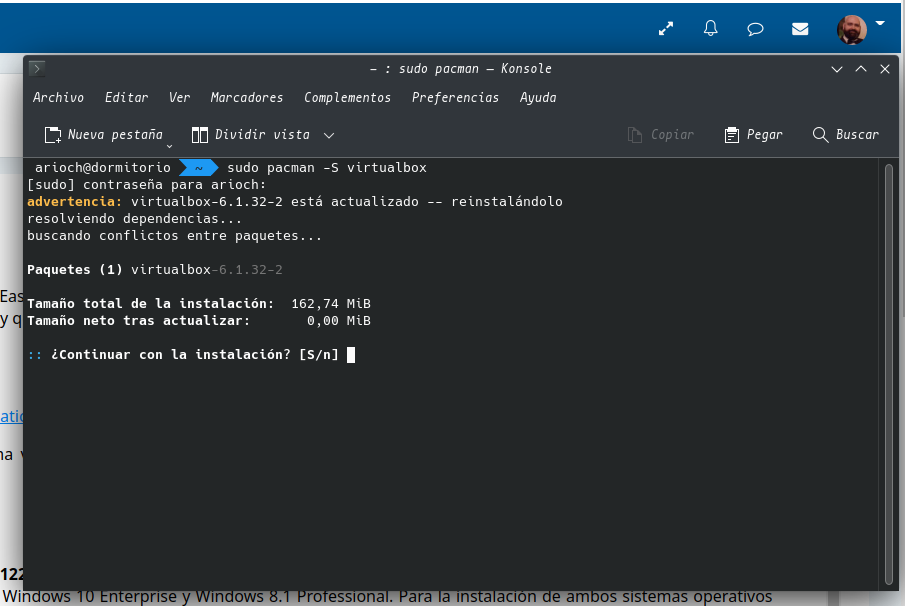 – : sudo pacman — Konsole
Archivo Editar Ver Marcadores Complementos Preferencias Ayuda
Nueva pestaña Dividir vista Copiar Pegar Buscar
arioch@dormitorio ~ sudo pacman -S virtualbox
[sudo] contraseña para arioch:
advertencia: virtualbox-6.1.32-2 está actualizado -- reinstalándolo
resolviendo dependencias...
buscando conflictos entre paquetes...
Paquetes (1) virtualbox-6.1.32-2
Tamaño total de la instalación: 162,74 MiB
Tamaño neto tras actualizar: 0,00 MiB
:: ¿Continuar con la instalación? [S/n]
Eas
y q
atio
na v
122
Windows 10 Enterprise y Windows 8.1 Professional. Para la instalación de ambos sistemas operativos